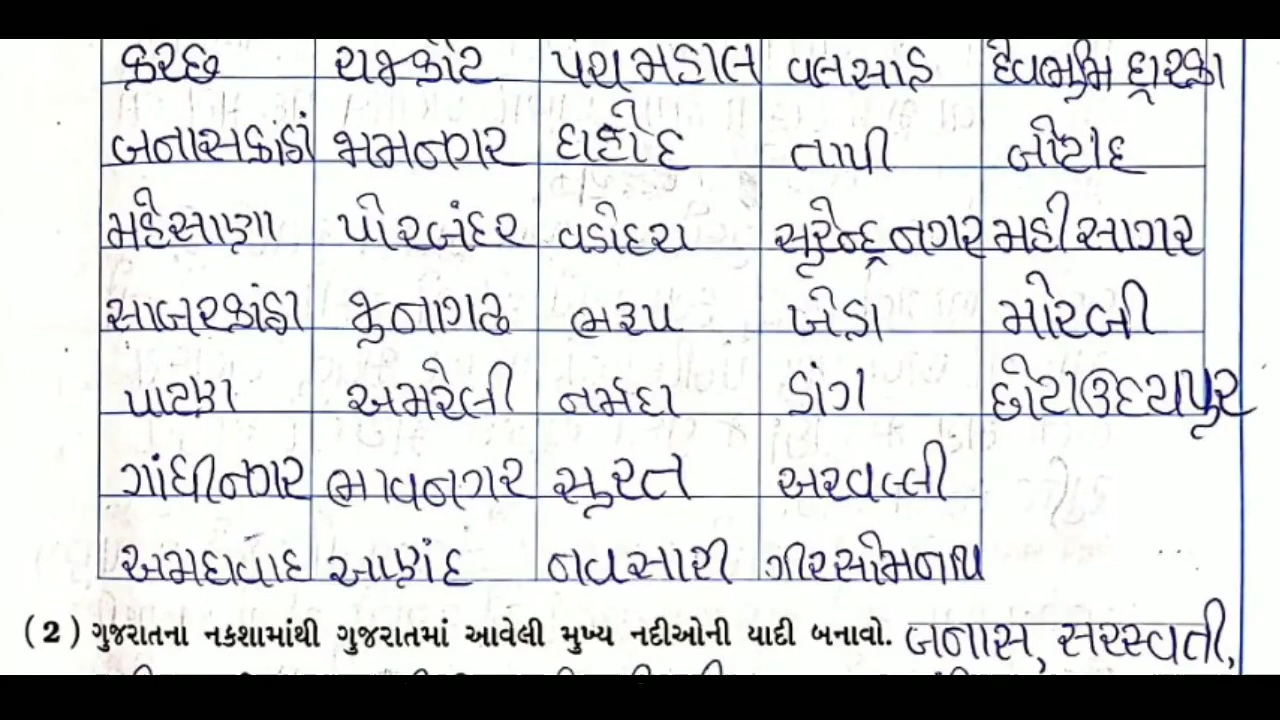 કચ્છ રાજકોટ પંચમહાલ વલસાડ દેવભુમિ દ્વારકા
બનાસકાંઠાં જામનગર દાહોદ તાપી બોટાદ
મહેસાણા પોરબંદર વડોદરા સુરેન્દ્રનગર મહીસાગર
સાબરકાંઠા જુનાગઢ ભરૂચ ખેડા મોરબી
પાટણ અમરેલી નર્મદા ડાંગ છોટાઉદયપુર
ગાંધીનગર ભાવનગર સુરત અરવલ્લી
અમદાવાદ આણંદ નવસારી ગીરસોમનાથ
(2) ગુજરાતના નકશામાંથી ગુજરાતમાં આવેલી મુખ્ય નદીઓની યાદી બનાવો. બનાસ, સરસ્વતી,